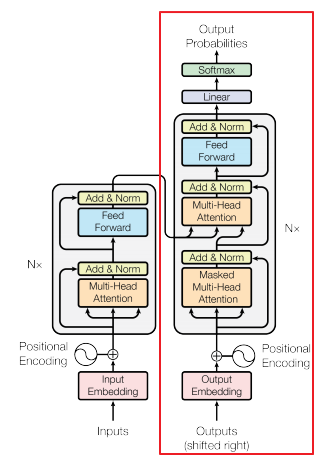 Output
Probabilities
Softmax
Linear
Add & Norm
Feed
Forward
Add & Norm
Multi-Head
Attention
Add & Norm
Masked
Multi-Head
Attention
N×
Positional
Encoding
Output
Embedding
Outputs
(shifted right)
Add & Norm
Feed
Forward
Add & Norm
Multi-Head
Attention
N×
Positional
Encoding
Input
Embedding
Inputs